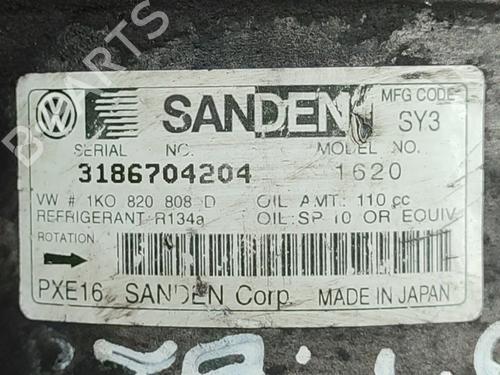 B-PARTS
SANDEN
MFG CODE
SY3
SERIAL NO.
MODEL NO.
3186704204
1620
VW # 1K0 820 808 D
OIL AMT.: 110 cc
REFRIGERANT: R134a
OIL: SP 10 OR EQUIV
ROTATION
PXE16 SANDEN Corp. MADE IN JAPAN